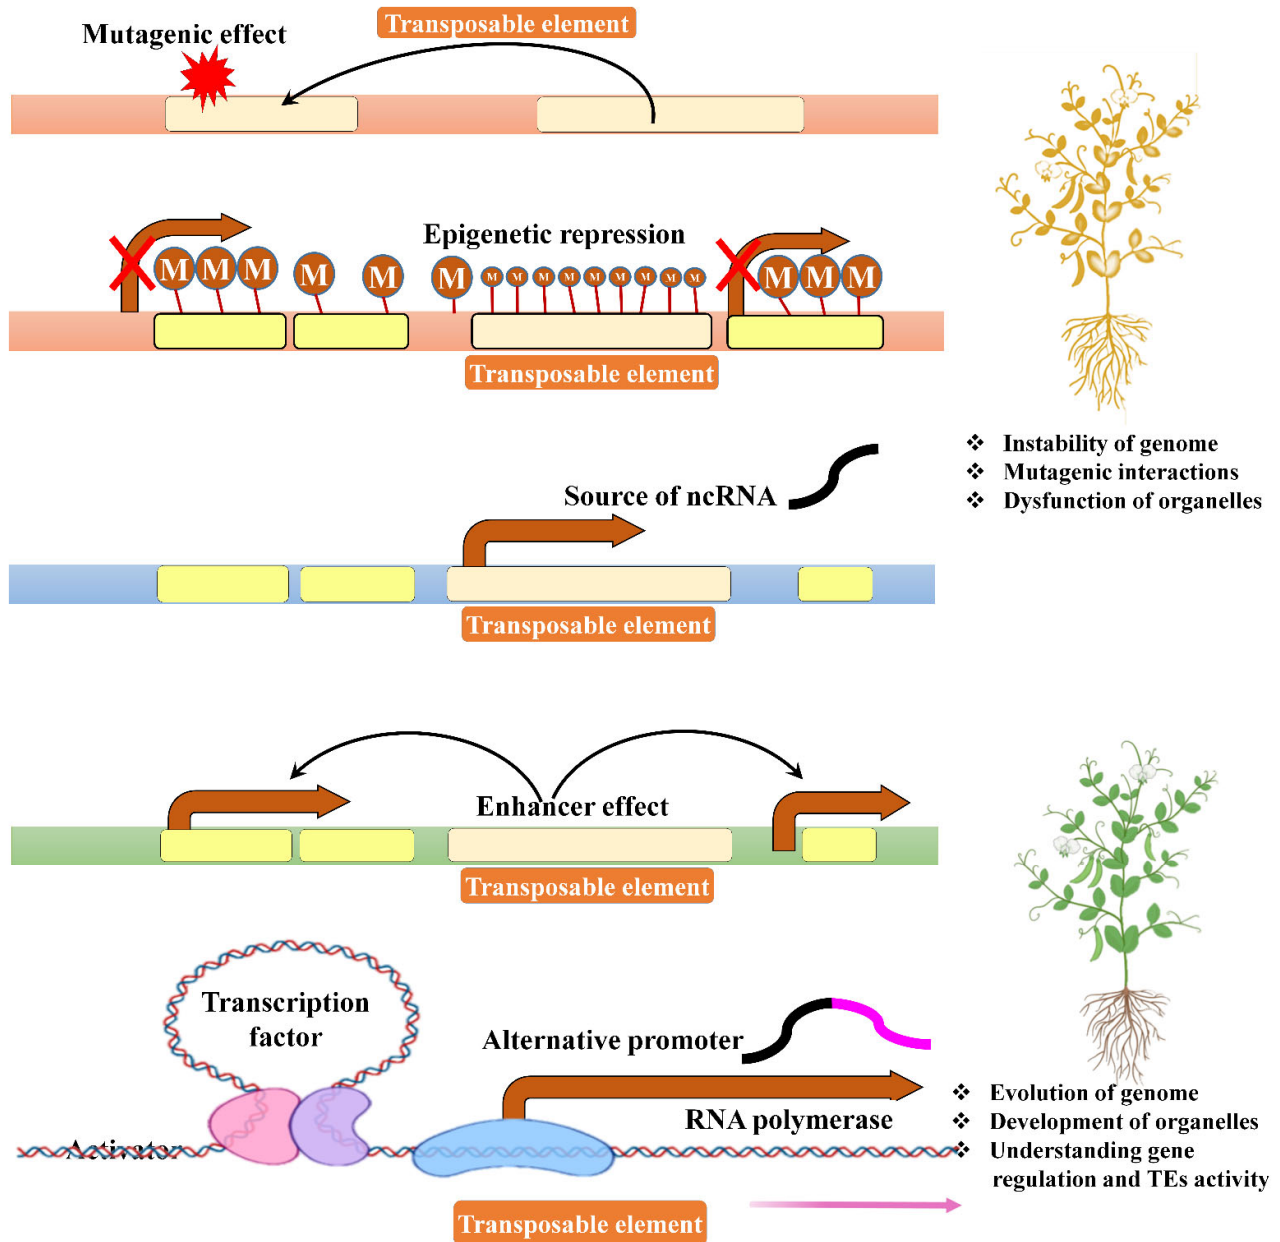 Transposable element
Mutagenic effect
Epigenetic repression
M M M M M M M M M M M M M M M M M M
Transposable element
❖ Instability of genome
❖ Mutagenic interactions
❖ Dysfunction of organelles
Source of ncRNA
Transposable element
Enhancer effect
Transposable element
Transcription
factor
Alternative promoter
RNA polymerase
Activator
❖ Evolution of genome
❖ Development of organelles
❖ Understanding gene
regulation and TEs activity
Transposable element